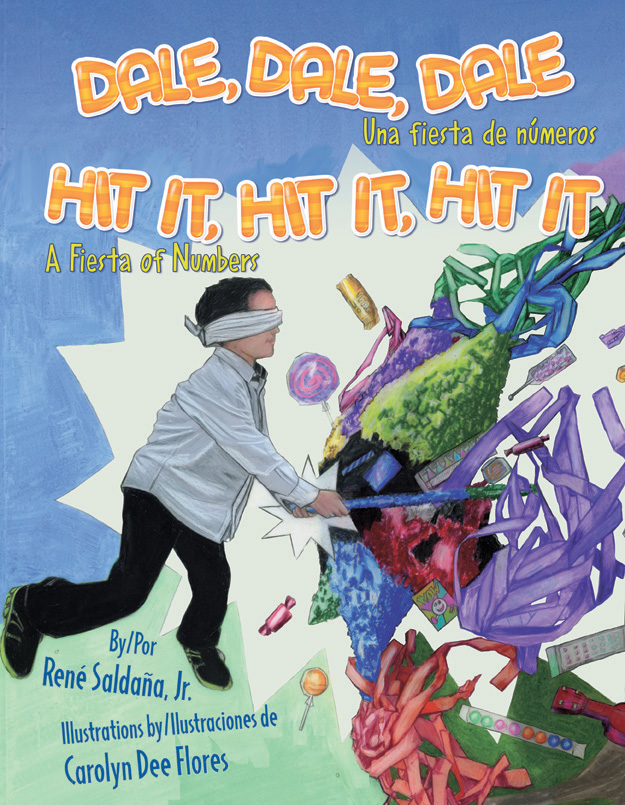 DALE, DALE, DALE
Una fiesta de números
HIT IT, HIT IT, HIT IT
A Fiesta of Numbers
By/Por
René Saldaña, Jr.
Illustrations by/Ilustraciones de
Carolyn Dee Flores